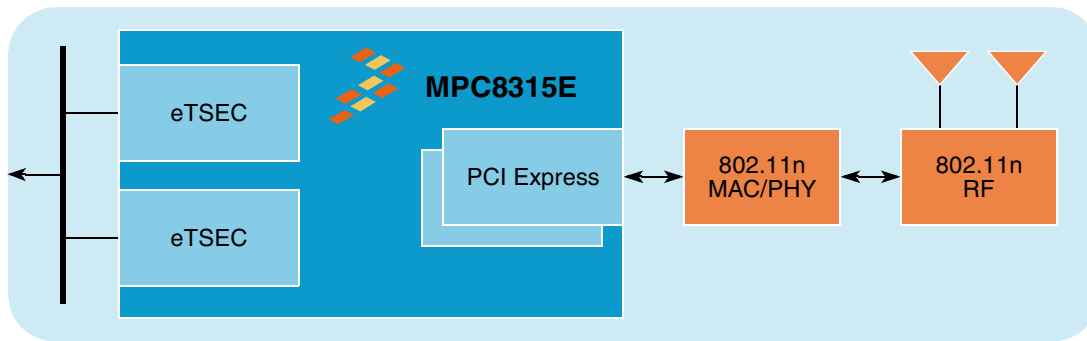 eTSEC
MPC8315E
PCI Express
802.11n
MAC/PHY
802.11n
RF
eTSEC